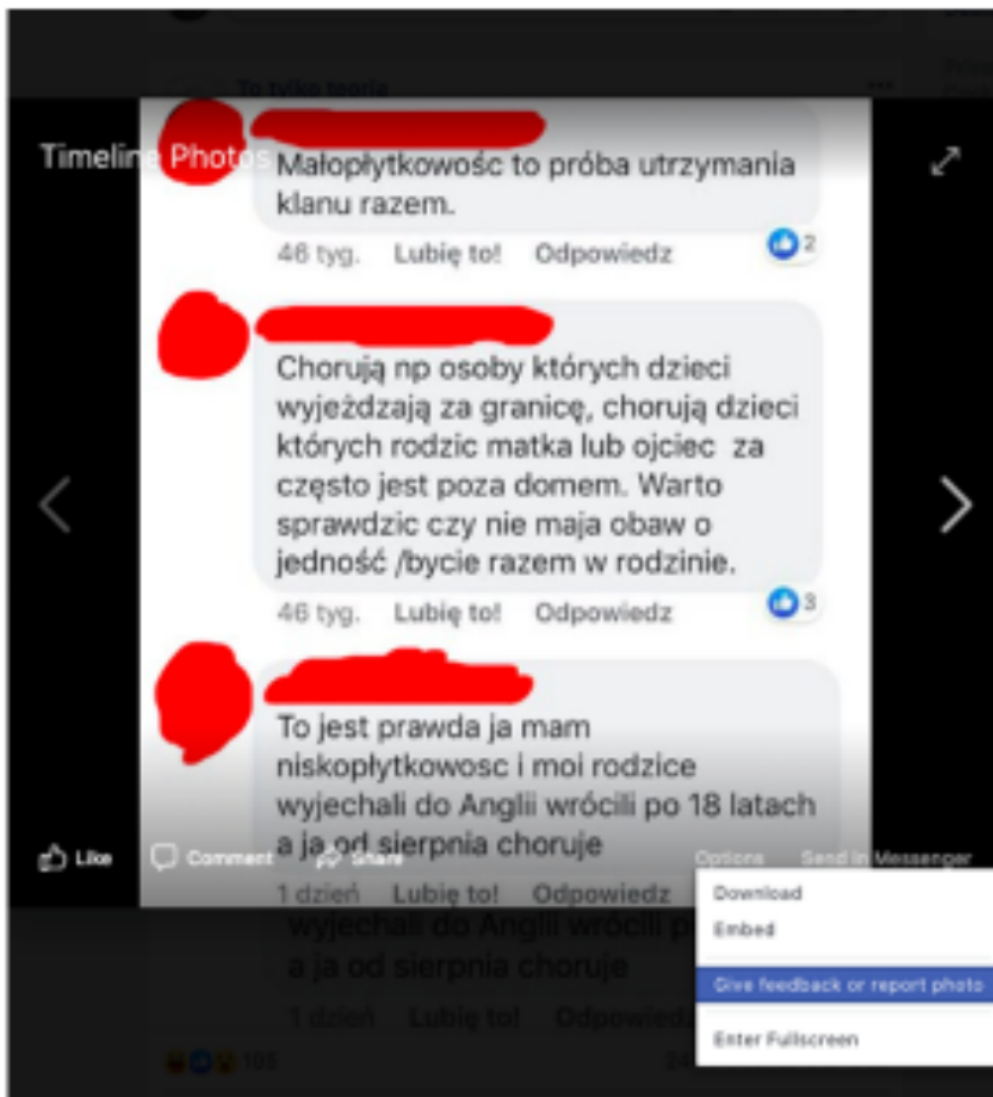 To tylko teoria
Timeline Photos
Małopłytkowośc to próba utrzymania
klanu razem.
46 tyg. Lubię to! Odpowiedz 2
Chorują np osoby których dzieci
wyjeżdzają za granicę, chorują dzieci
których rodzic matka lub ojciec za
często jest poza domem. Warto
sprawdzic czy nie maja obaw o
jedność /bycie razem w rodzinie.
46 tyg. Lubię to! Odpowiedz 3
To jest prawda ja mam
niskopłytkowosc i moi rodzice
wyjechali do Anglii wrócili po 18 latach
a ja od sierpnia choruje
Like Comment Share Options Send in Messenger
1 dzień Lubię to! Odpowiedz
Download
wyjechali do Anglii wrócili
Embed
a ja od sierpnia choruje
Give feedback or report photo
1 dzień Lubię to!
Enter Fullscreen